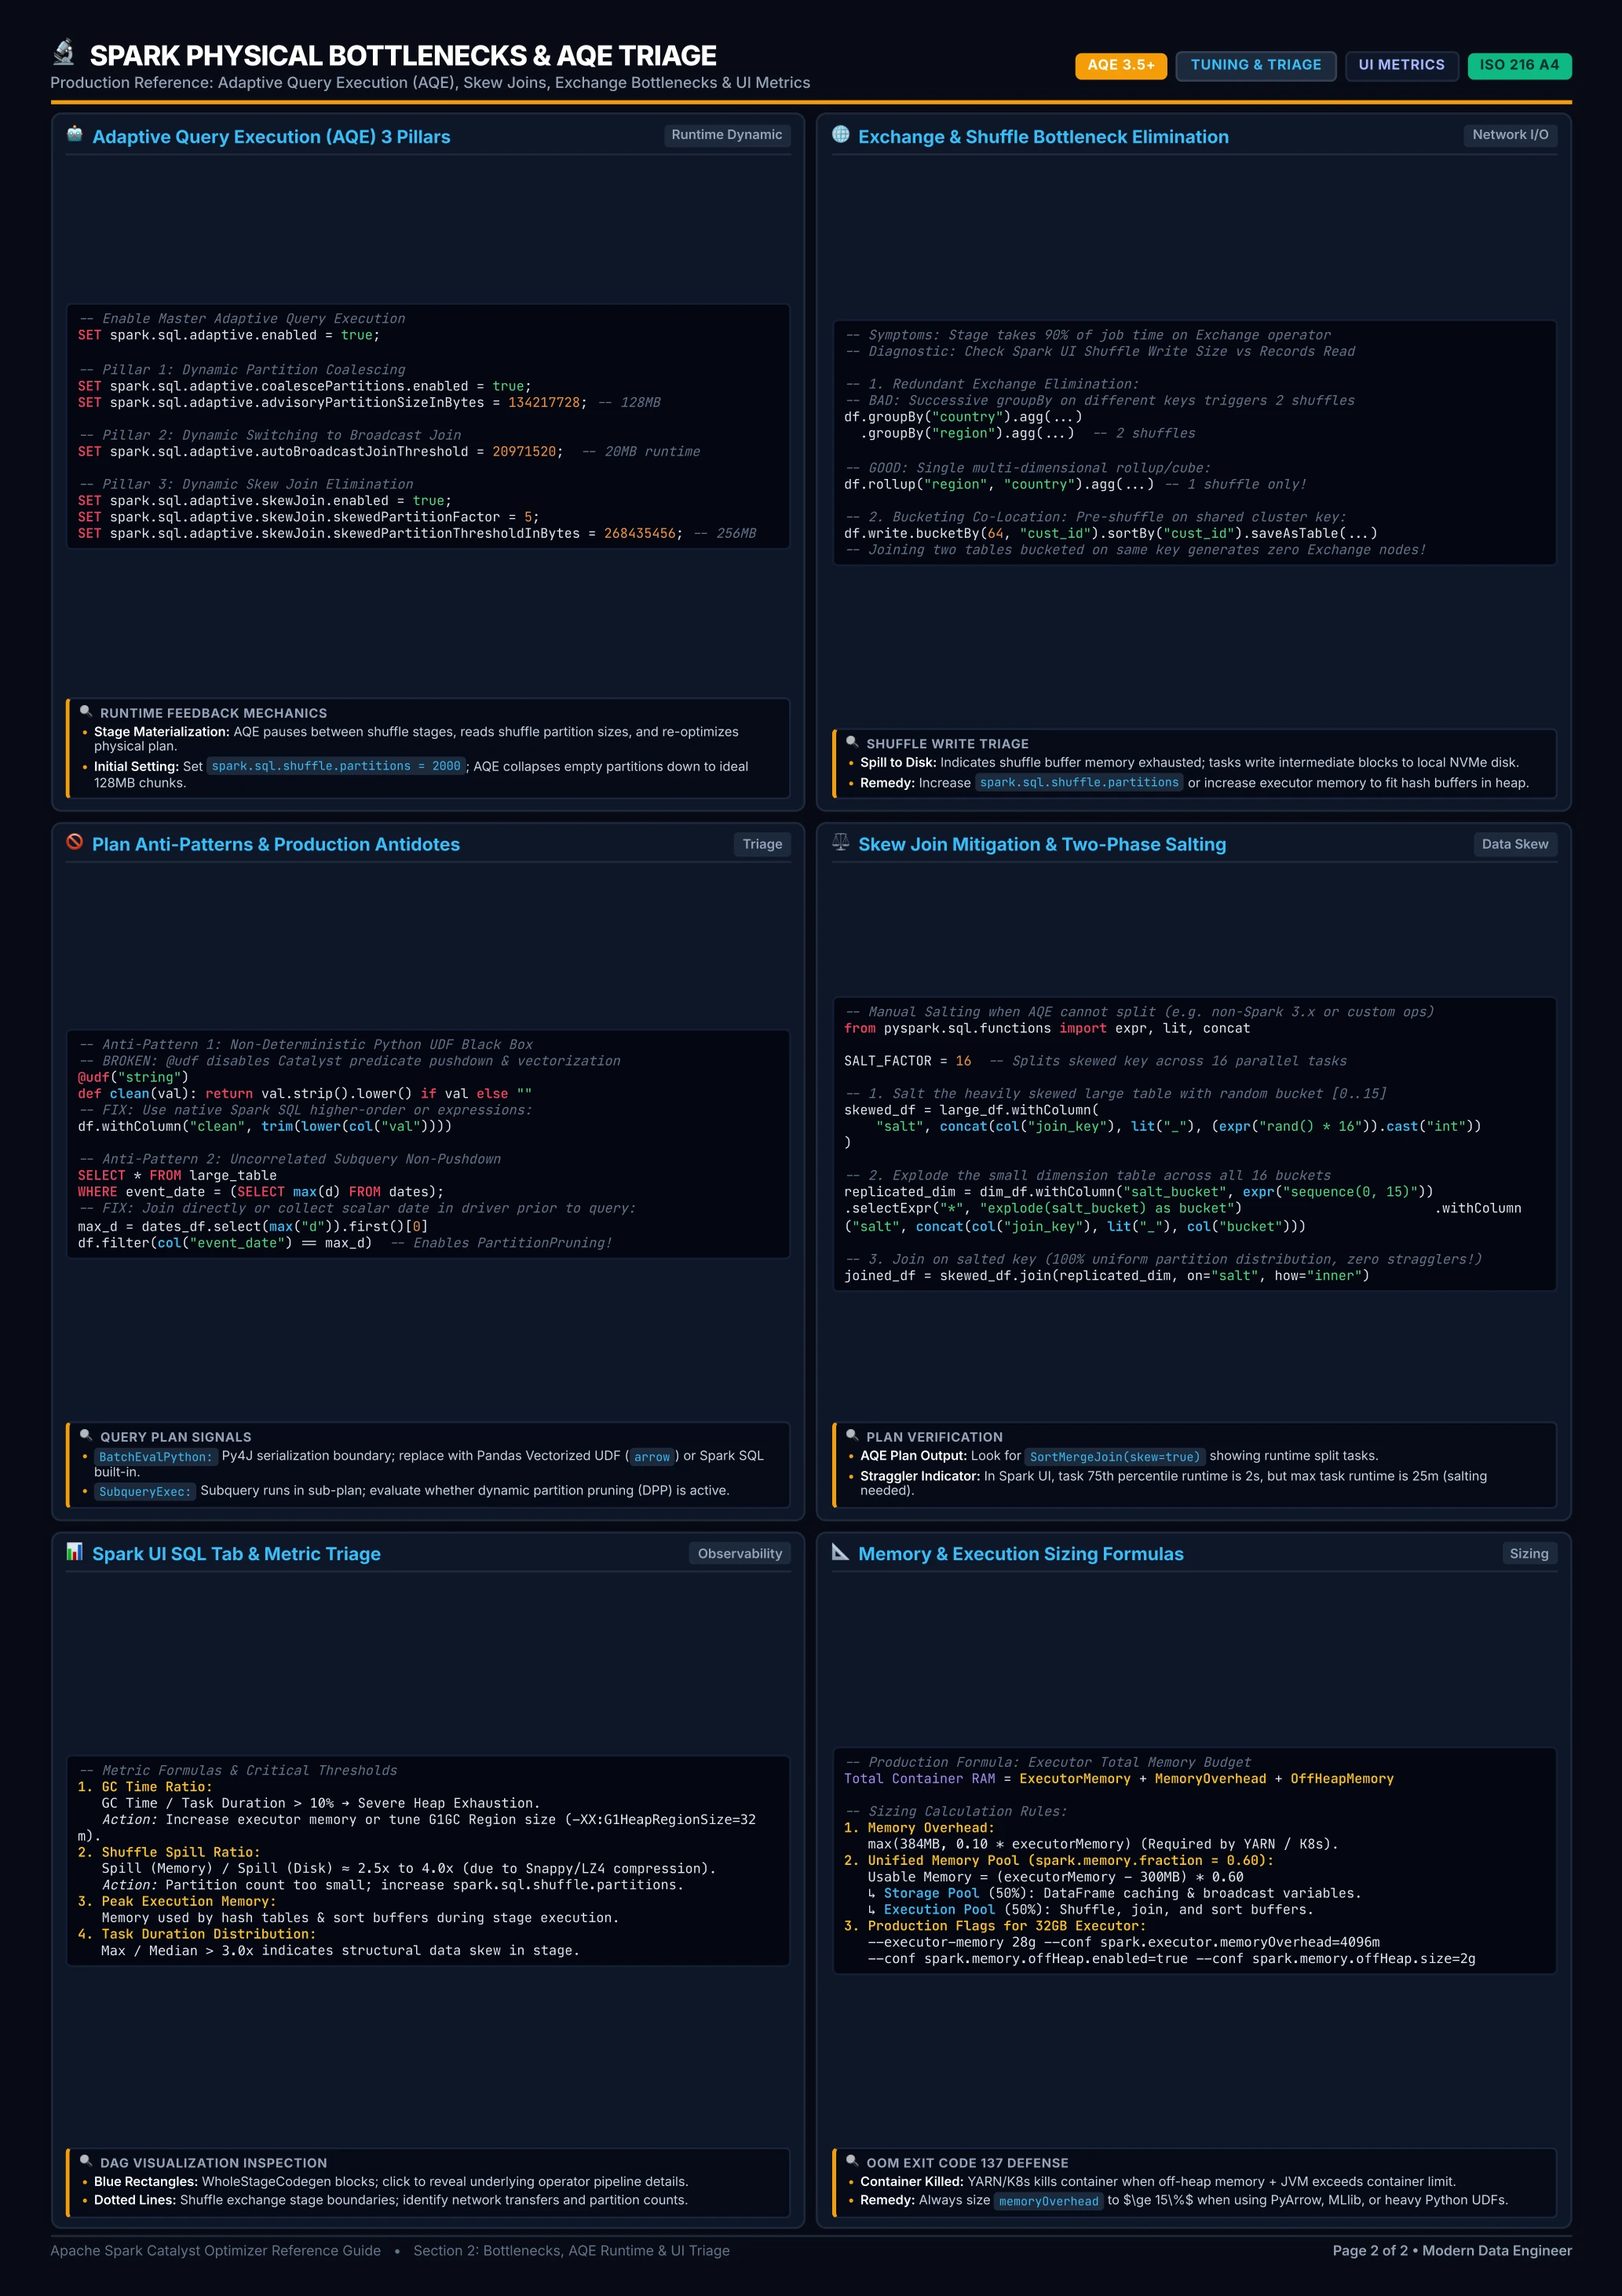 SPARK PHYSICAL BOTTLENECKS & AQE TRIAGE
Production Reference: Adaptive Query Execution (AQE), Skew Joins, Exchange Bottlenecks & UI Metrics
AQE 3.5+
TUNING & TRIAGE
UI METRICS
ISO 216 A4
Adaptive Query Execution (AQE) 3 Pillars
Runtime Dynamic
-- Enable Master Adaptive Query Execution
SET spark.sql.adaptive.enabled = true;
-- Pillar 1: Dynamic Partition Coalescing
SET spark.sql.adaptive.coalescePartitions.enabled = true;
SET spark.sql.adaptive.advisoryPartitionSizeInBytes = 134217728; -- 128MB
-- Pillar 2: Dynamic Switching to Broadcast Join
SET spark.sql.adaptive.autoBroadcastJoinThreshold = 20971520;  -- 20MB runtime
-- Pillar 3: Dynamic Skew Join Elimination
SET spark.sql.adaptive.skewJoin.enabled = true;
SET spark.sql.adaptive.skewJoin.skewedPartitionFactor = 5;
SET spark.sql.adaptive.skewJoin.skewedPartitionThresholdInBytes = 268435456; -- 256MB
RUNTIME FEEDBACK MECHANICS
• Stage Materialization: AQE pauses between shuffle stages, reads shuffle partition sizes, and re-optimizes
physical plan.
• Initial Setting: Set spark.sql.shuffle.partitions = 2000; AQE collapses empty partitions down to ideal
128MB chunks.
Exchange & Shuffle Bottleneck Elimination
Network I/O
-- Symptoms: Stage takes 90% of job time on Exchange operator
-- Diagnostic: Check Spark UI Shuffle Write Size vs Records Read
-- 1. Redundant Exchange Elimination:
-- BAD: Successive groupBy on different keys triggers 2 shuffles
df.groupBy("country").agg(...)
  .groupBy("region").agg(...)  -- 2 shuffles
-- GOOD: Single multi-dimensional rollup/cube:
df.rollup("region", "country").agg(...) -- 1 shuffle only!
-- 2. Bucketing Co-Location: Pre-shuffle on shared cluster key:
df.write.bucketBy(64, "cust_id").sortBy("cust_id").saveAsTable(...)
-- Joining two tables bucketed on same key generates zero Exchange nodes!
SHUFFLE WRITE TRIAGE
• Spill to Disk: Indicates shuffle buffer memory exhausted; tasks write intermediate blocks to local NVMe disk.
• Remedy: Increase spark.sql.shuffle.partitions or increase executor memory to fit hash buffers in heap.
Plan Anti-Patterns & Production Antidotes
Triage
-- Anti-Pattern 1: Non-Deterministic Python UDF Black Box
-- BROKEN: @udf disables Catalyst predicate pushdown & vectorization
@udf("string")
def clean(val): return val.strip().lower() if val else ""
-- FIX: Use native Spark SQL higher-order or expressions:
df.withColumn("clean", trim(lower(col("val"))))
-- Anti-Pattern 2: Uncorrelated Subquery Non-Pushdown
SELECT * FROM large_table
WHERE event_date = (SELECT max(d) FROM dates);
-- FIX: Join directly or collect scalar date in driver prior to query:
max_d = dates_df.select(max("d")).first()[0]
df.filter(col("event_date") == max_d)  -- Enables PartitionPruning!
QUERY PLAN SIGNALS
• BatchEvalPython: Py4J serialization boundary; replace with Pandas Vectorized UDF (arrow) or Spark SQL
built-in.
• SubqueryExec: Subquery runs in sub-plan; evaluate whether dynamic partition pruning (DPP) is active.
Skew Join Mitigation & Two-Phase Salting
Data Skew
-- Manual Salting when AQE cannot split (e.g. non-Spark 3.x or custom ops)
from pyspark.sql.functions import expr, lit, concat
SALT_FACTOR = 16  -- Splits skewed key across 16 parallel tasks
-- 1. Salt the heavily skewed large table with random bucket [0..15]
skewed_df = large_df.withColumn(
    "salt", concat(col("join_key"), lit("_"), (expr("rand() * 16")).cast("int"))
)
-- 2. Explode the small dimension table across all 16 buckets
replicated_dim = dim_df.withColumn("salt_bucket", expr("sequence(0, 15)"))
.selectExpr("*", "explode(salt_bucket) as bucket")                        .withColumn
("salt", concat(col("join_key"), lit("_"), col("bucket")))
-- 3. Join on salted key (100% uniform partition distribution, zero stragglers!)
joined_df = skewed_df.join(replicated_dim, on="salt", how="inner")
PLAN VERIFICATION
• AQE Plan Output: Look for SortMergeJoin(skew=true) showing runtime split tasks.
• Straggler Indicator: In Spark UI, task 75th percentile runtime is 2s, but max task runtime is 25m (salting
needed).
Spark UI SQL Tab & Metric Triage
Observability
-- Metric Formulas & Critical Thresholds
1. GC Time Ratio:
   GC Time / Task Duration > 10% → Severe Heap Exhaustion.
   Action: Increase executor memory or tune G1GC Region size (-XX:G1HeapRegionSize=32
m).
2. Shuffle Spill Ratio:
   Spill (Memory) / Spill (Disk) ≈ 2.5x to 4.0x (due to Snappy/LZ4 compression).
   Action: Partition count too small; increase spark.sql.shuffle.partitions.
3. Peak Execution Memory:
   Memory used by hash tables & sort buffers during stage execution.
4. Task Duration Distribution:
   Max / Median > 3.0x indicates structural data skew in stage.
DAG VISUALIZATION INSPECTION
• Blue Rectangles: WholeStageCodegen blocks; click to reveal underlying operator pipeline details.
• Dotted Lines: Shuffle exchange stage boundaries; identify network transfers and partition counts.
Memory & Execution Sizing Formulas
Sizing
-- Production Formula: Executor Total Memory Budget
Total Container RAM = ExecutorMemory + MemoryOverhead + OffHeapMemory
-- Sizing Calculation Rules:
1. Memory Overhead:
   max(384MB, 0.10 * executorMemory) (Required by YARN / K8s).
2. Unified Memory Pool (spark.memory.fraction = 0.60):
   Usable Memory = (executorMemory - 300MB) * 0.60
   ↳ Storage Pool (50%): DataFrame caching & broadcast variables.
   ↳ Execution Pool (50%): Shuffle, join, and sort buffers.
3. Production Flags for 32GB Executor:
   --executor-memory 28g --conf spark.executor.memoryOverhead=4096m
   --conf spark.memory.offHeap.enabled=true --conf spark.memory.offHeap.size=2g
OOM EXIT CODE 137 DEFENSE
• Container Killed: YARN/K8s kills container when off-heap memory + JVM exceeds container limit.
• Remedy: Always size memoryOverhead to $\ge 15\%$ when using PyArrow, MLlib, or heavy Python UDFs.
Apache Spark Catalyst Optimizer Reference Guide • Section 2: Bottlenecks, AQE Runtime & UI Triage
Page 2 of 2 • Modern Data Engineer